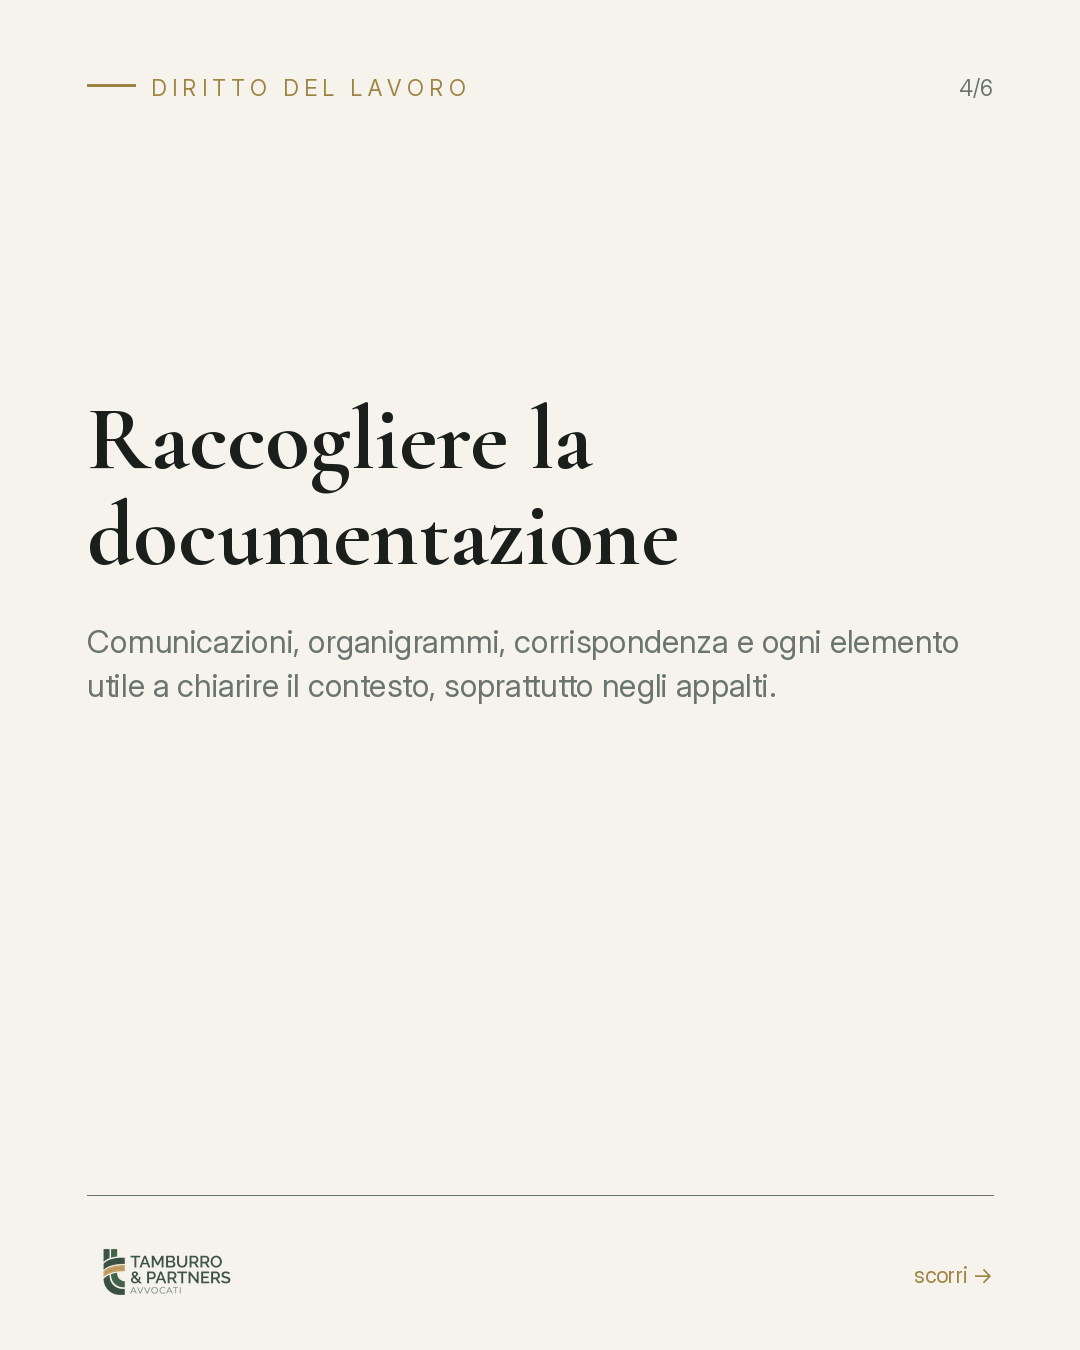 DIRITTO DEL LAVORO
4/6
Raccogliere la
documentazione
Comunicazioni, organigrammi, corrispondenza e ogni elemento
utile a chiarire il contesto, soprattutto negli appalti.
TAMBURRO
& PARTNERS
AVVOCATI
scorri →